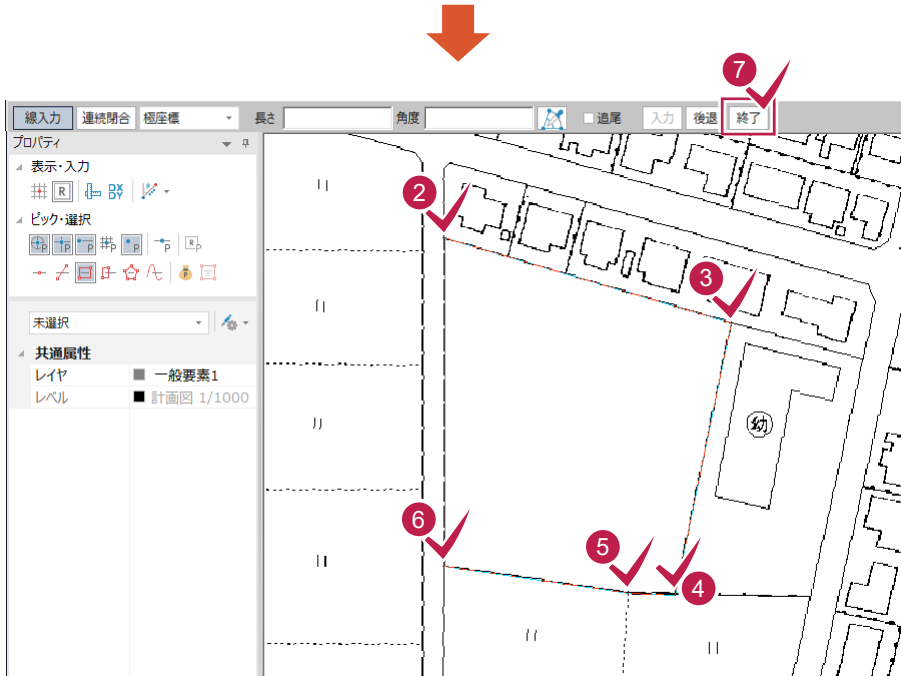 7
線入力 連続閉合 極座標 長さ 角度 追尾 入力 後退 終了
プロパティ
表示・入力
R DX BY
ピック・選択
P P P P P P R P
P 全
未選択
共通属性
レイヤ 一般要素1
レベル 計画図 1/1000
2
3
幼
6
5
4